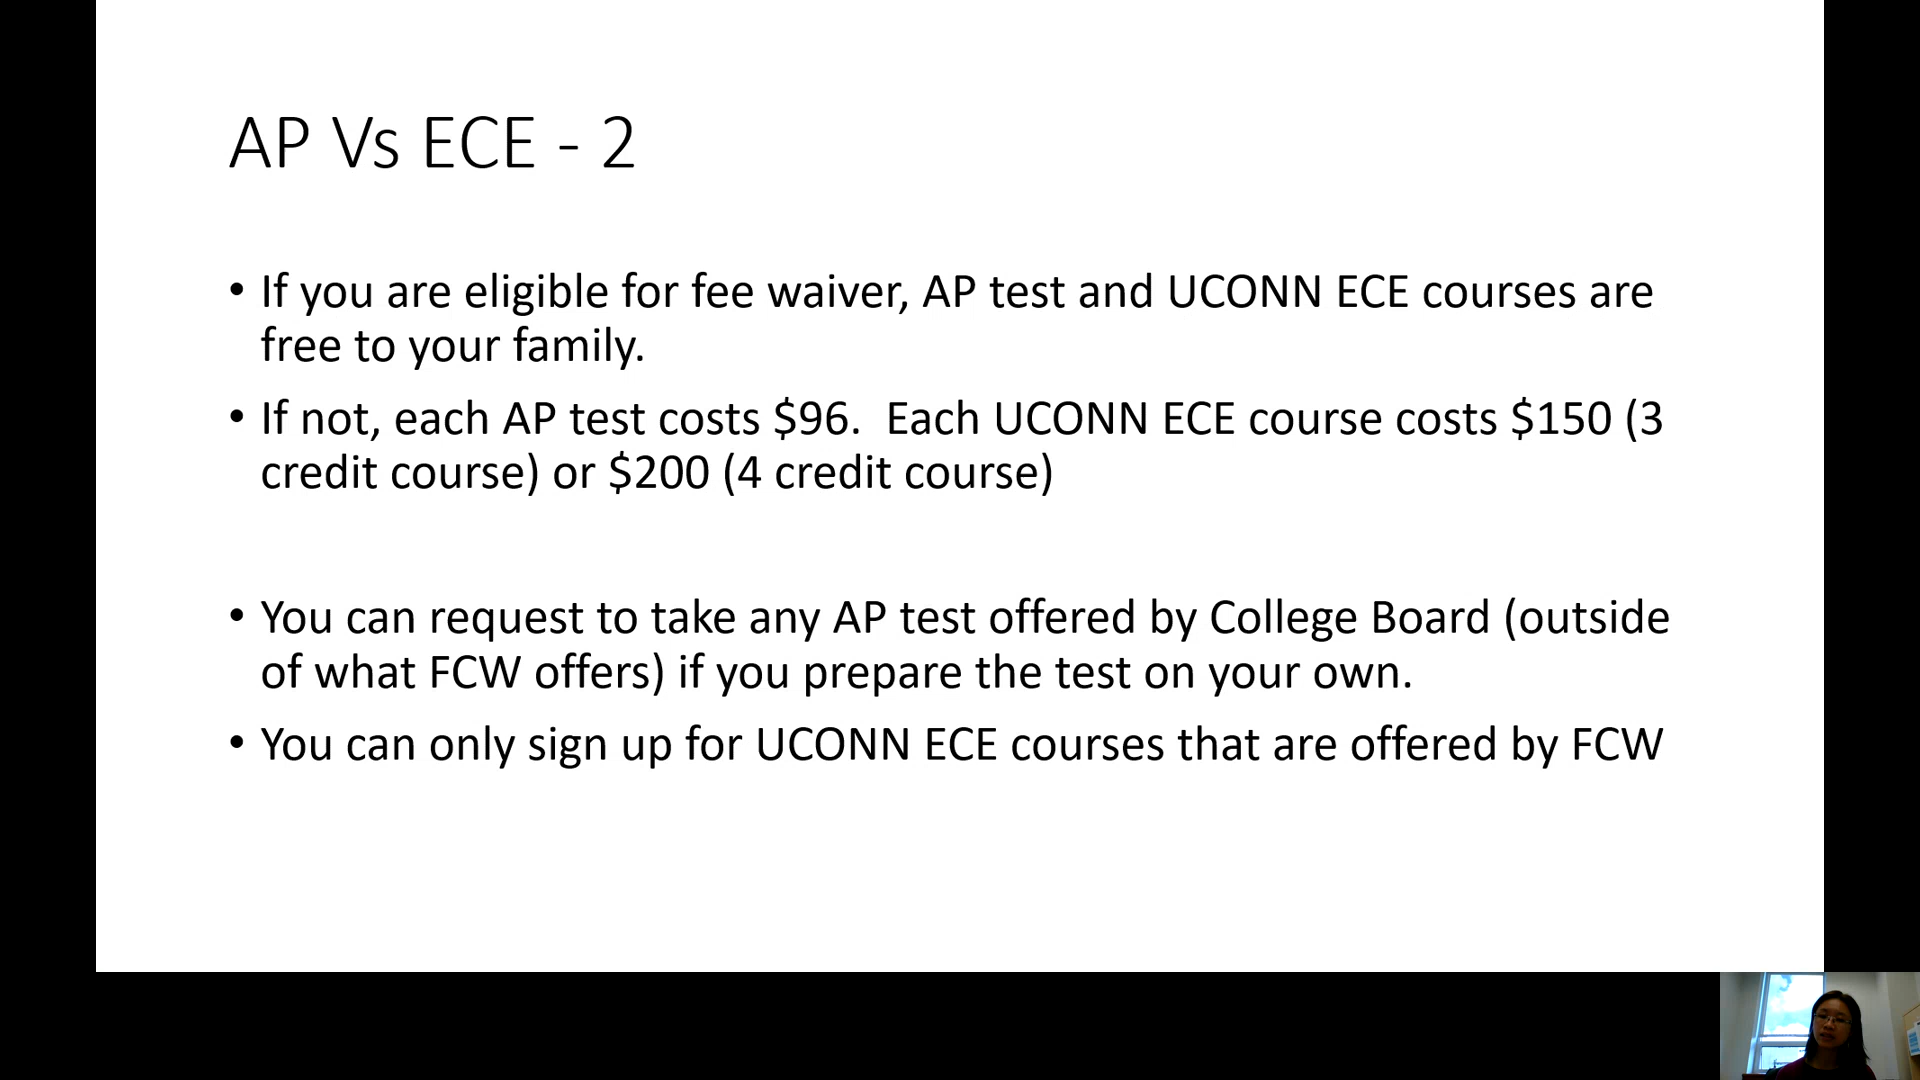 AP Vs ECE - 2
• If you are eligible for fee waiver, AP test and UCONN ECE courses are
free to your family.
• If not, each AP test costs $96.  Each UCONN ECE course costs $150 (3
credit course) or $200 (4 credit course)
• You can request to take any AP test offered by College Board (outside
of what FCW offers) if you prepare the test on your own.
• You can only sign up for UCONN ECE courses that are offered by FCW